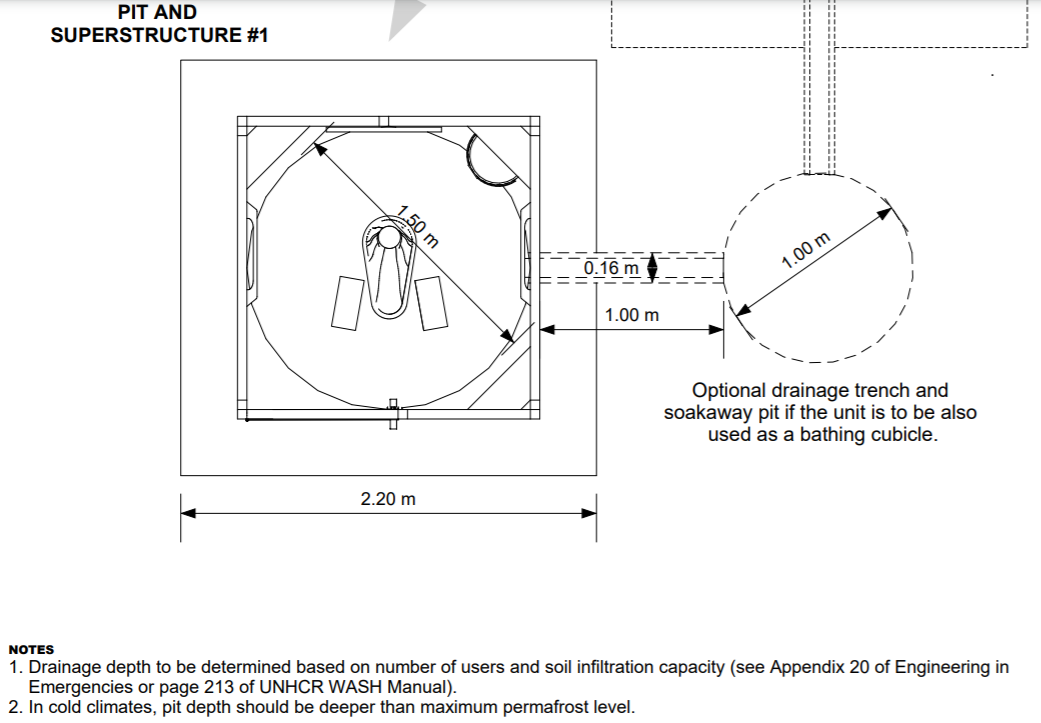 PIT AND
SUPERSTRUCTURE #1
1.50 m
0.16 m
1.00 m
1.00 m
Optional drainage trench and
soakaway pit if the unit is to be also
used as a bathing cubicle.
2.20 m
NOTES
1. Drainage depth to be determined based on number of users and soil infiltration capacity (see Appendix 20 of Engineering in
Emergencies or page 213 of UNHCR WASH Manual).
2. In cold climates, pit depth should be deeper than maximum permafrost level.